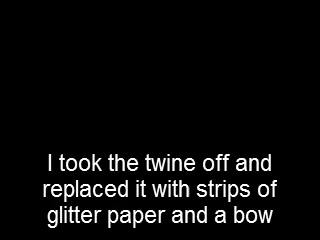 I took the twine off and
replaced it with strips of
glitter paper and a bow